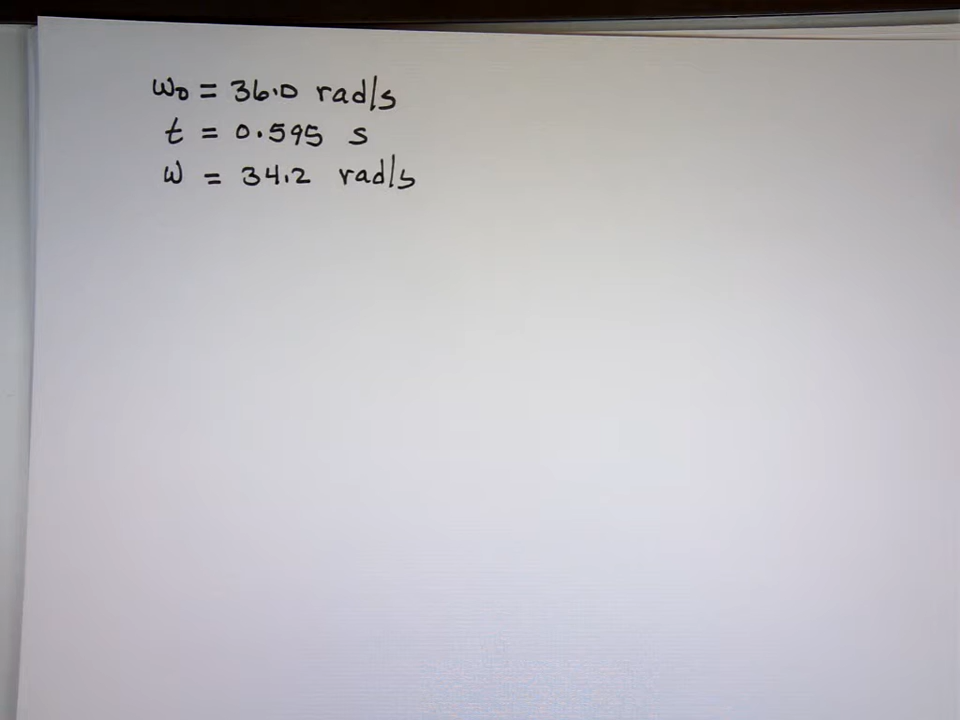 ω₀ = 36.0 rad/s
t = 0.595 s
ω = 34.2 rad/s